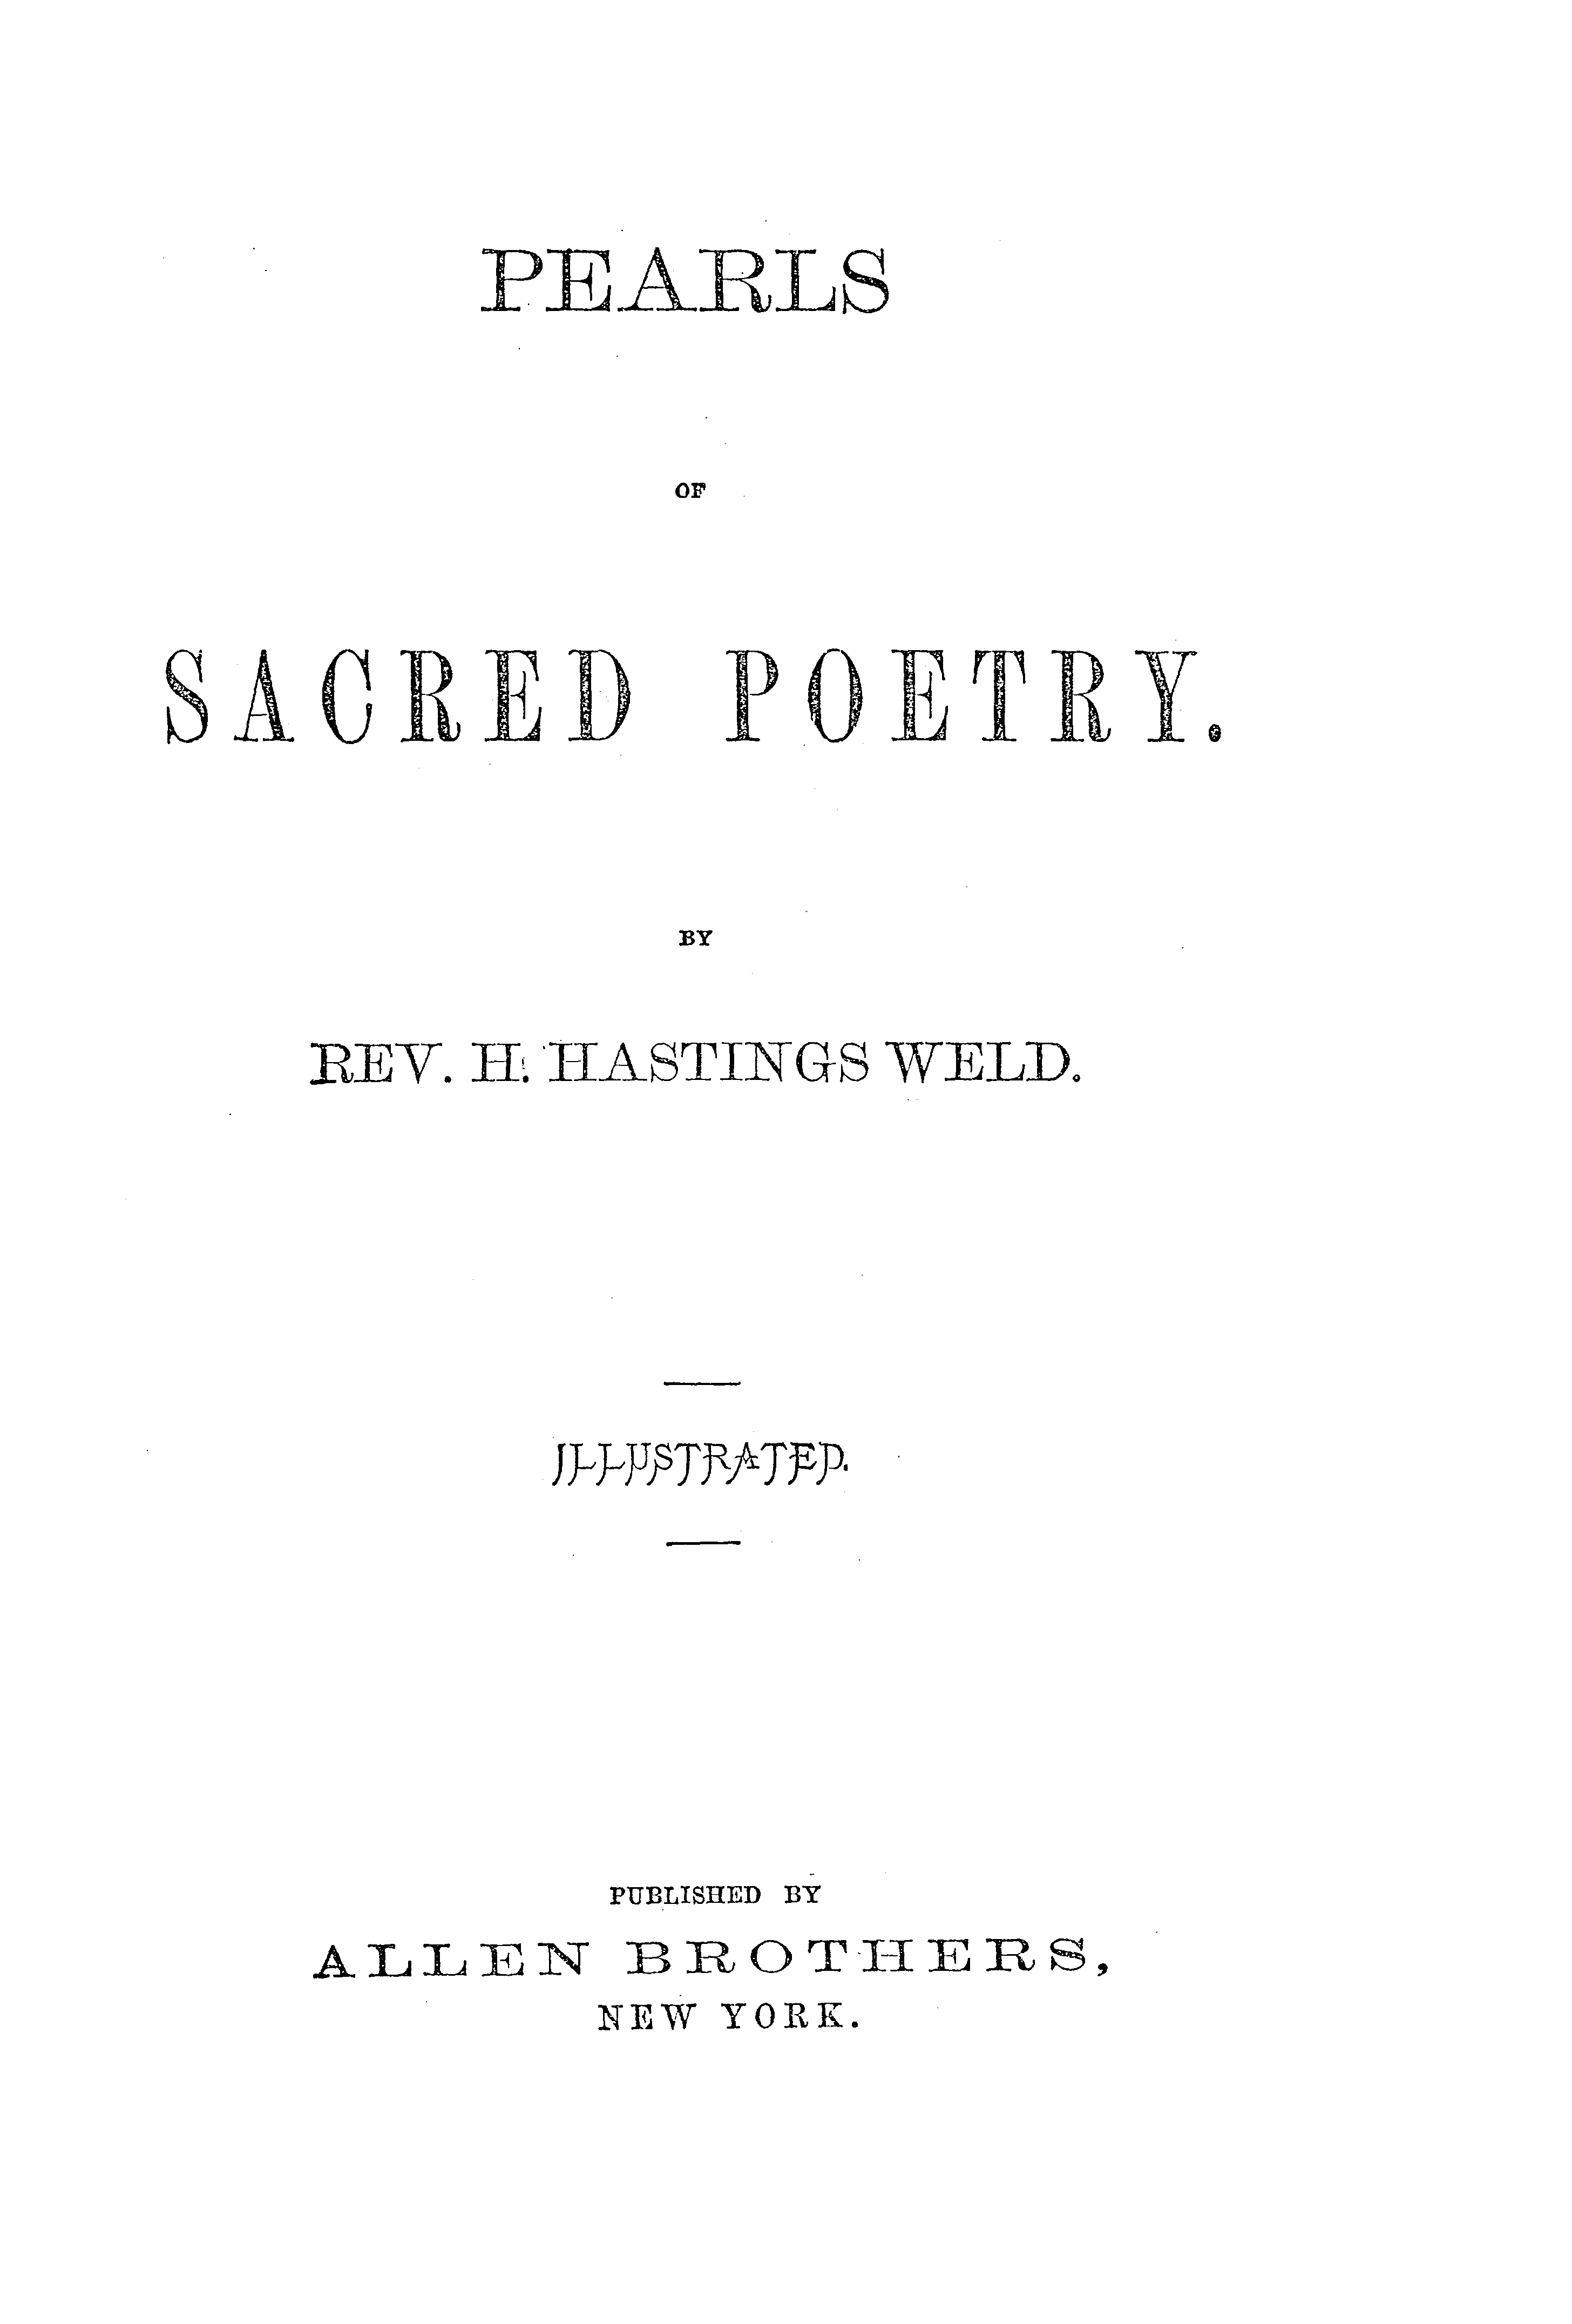 PEARLS
OF
SACRED POETRY.
BY
REV. H. HASTINGS WELD.
ILLUSTRATED.
PUBLISHED BY
ALLEN BROTHERS,
NEW YORK.